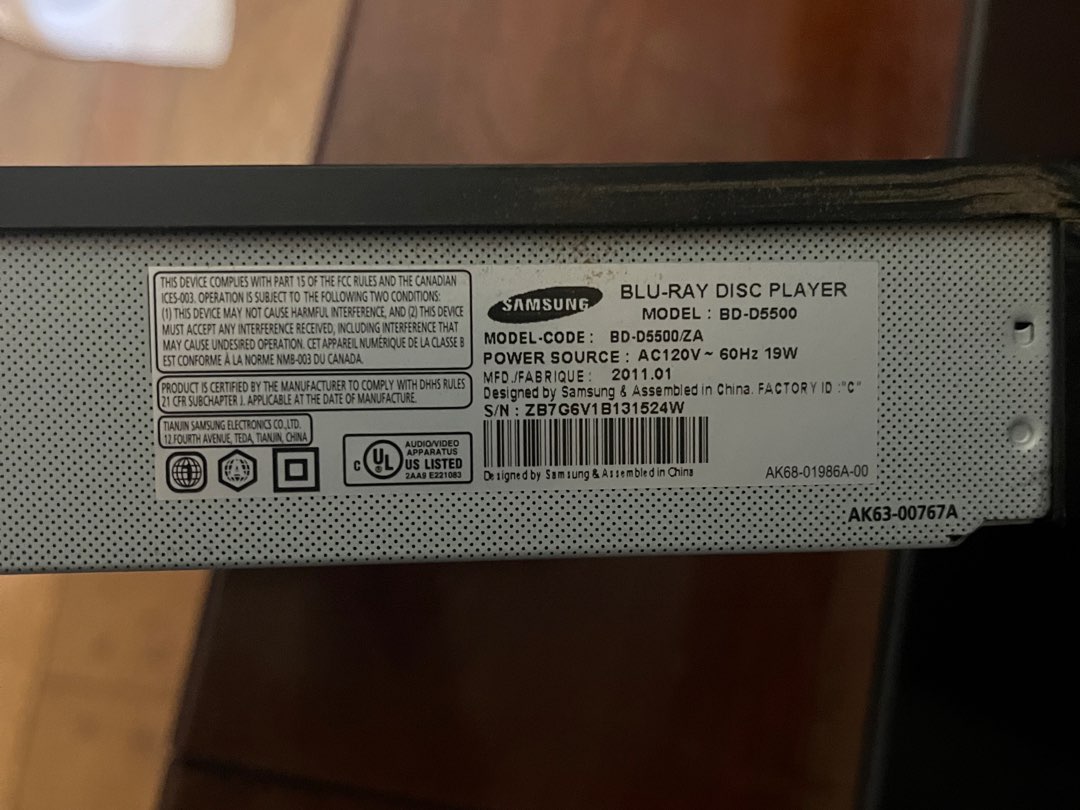 THIS DEVICE COMPLIES WITH PART 15 OF THE FCC RULES AND THE CANADIAN
ICES-003. OPERATION IS SUBJECT TO THE FOLLOWING TWO CONDITIONS:
(1) THIS DEVICE MAY NOT CAUSE HARMFUL INTERFERENCE, AND (2) THIS DEVICE
MUST ACCEPT ANY INTERFERENCE RECEIVED, INCLUDING INTERFERENCE THAT
MAY CAUSE UNDESIRED OPERATION. CET APPAREIL NUMÉRIQUE DE LA CLASSE B
EST CONFORME À LA NORME NMB-003 DU CANADA.
PRODUCT IS CERTIFIED BY THE MANUFACTURER TO COMPLY WITH DHHS RULES
21 CFR SUBCHAPTER J. APPLICABLE AT THE DATE OF MANUFACTURE.
TIANJIN SAMSUNG ELECTRONICS CO.,LTD.
12 FOURTH AVENUE, TEDA, TIANJIN, CHINA
C UL US LISTED
AUDIO/VIDEO
APPARATUS
2AA9 E221083
SAMSUNG
BLU-RAY DISC PLAYER
MODEL : BD-D5500
MODEL-CODE : BD-D5500/ZA
POWER SOURCE : AC120V ~ 60Hz 19W
MFD./FABRIQUE : 2011.01
Designed by Samsung & Assembled in China. FACTORY ID :"C"
S/N : ZB7G6V1B131524W
Designed by Samsung & Assembled in China
AK68-01986A-00
AK63-00767A